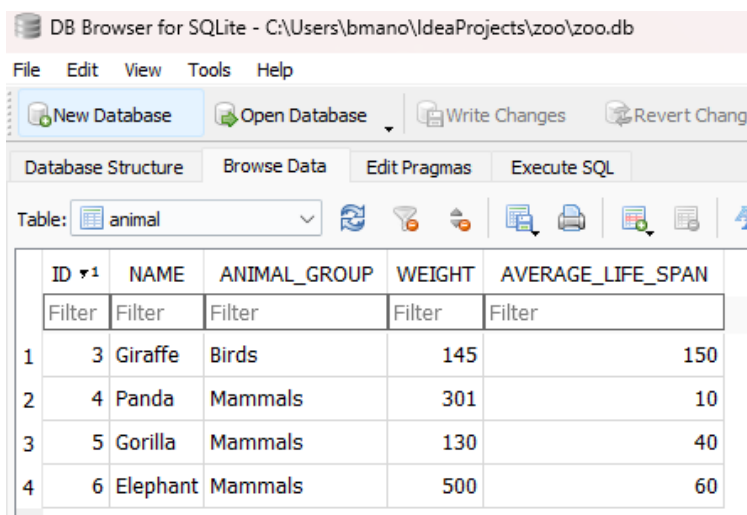 DB Browser for SQLite - C:\Users\bmano\IdeaProjects\zoo\zoo.db
File Edit View Tools Help
New Database Open Database Write Changes Revert Chang
Database Structure Browse Data Edit Pragmas Execute SQL
Table: animal
ID 1 NAME ANIMAL_GROUP WEIGHT AVERAGE_LIFE_SPAN
Filter Filter Filter Filter Filter
1 3 Giraffe Birds 145 150
2 4 Panda Mammals 301 10
3 5 Gorilla Mammals 130 40
4 6 Elephant Mammals 500 60